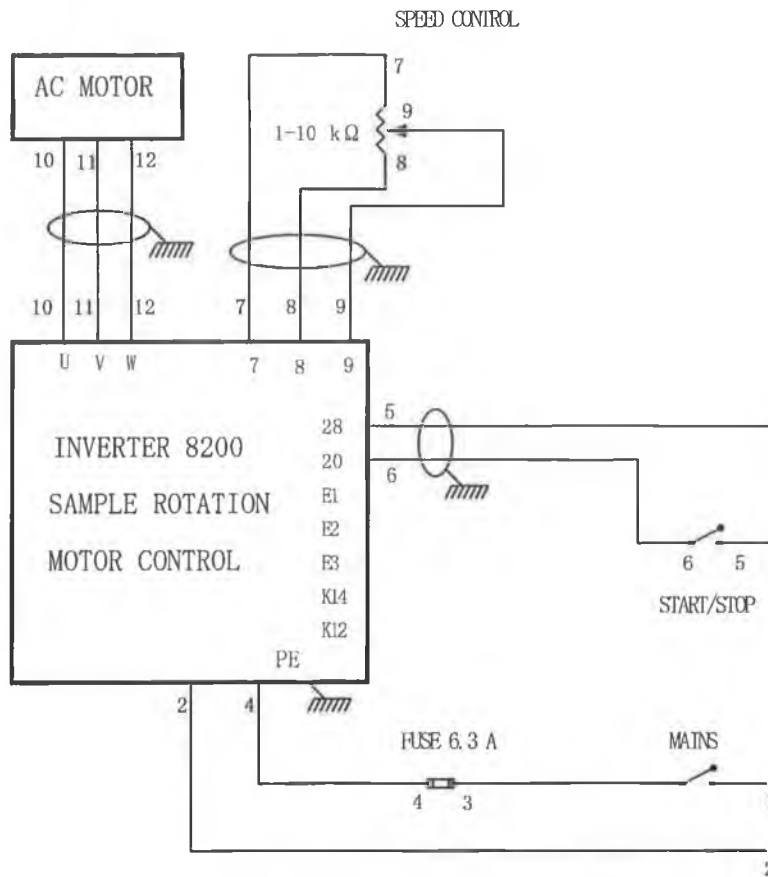 SPEED CONTROL
7
AC MOTOR
9
1-10 kΩ
8
10 11 12
10 11 12 7 8 9
U V W 7 8 9
5
28
INVERTER 8200
20
6
SAMPLE ROTATION
E1
E2
MOTOR CONTROL
E3
6 5
K14
START/STOP
K12
PE
2 4
FUSE 6.3 A MAINS
4 3
2